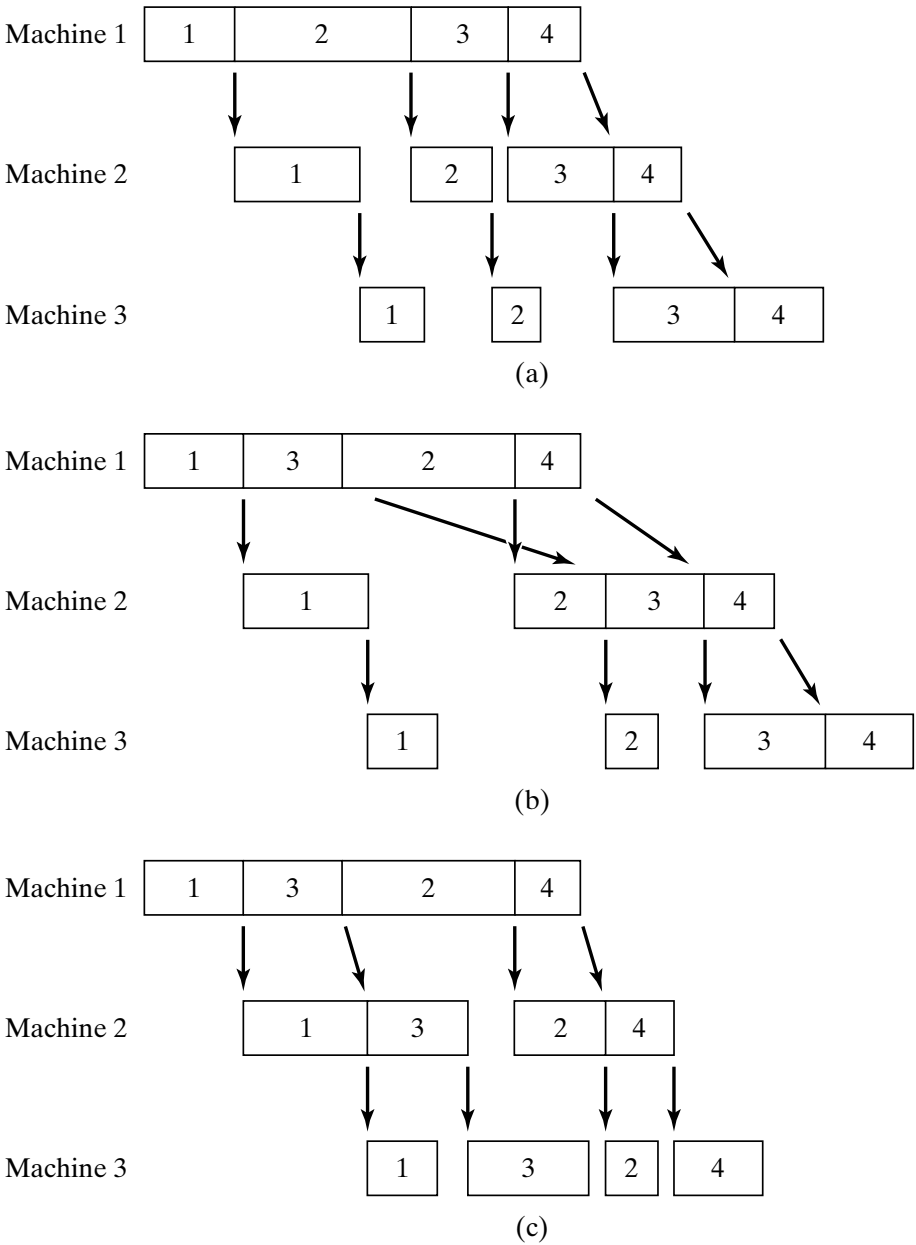 Machine 1 1 2 3 4
Machine 2 1 2 3 4
Machine 3 1 2 3 4
(a)
Machine 1 1 3 2 4
Machine 2 1 2 3 4
Machine 3 1 2 3 4
(b)
Machine 1 1 3 2 4
Machine 2 1 3 2 4
Machine 3 1 3 2 4
(c)